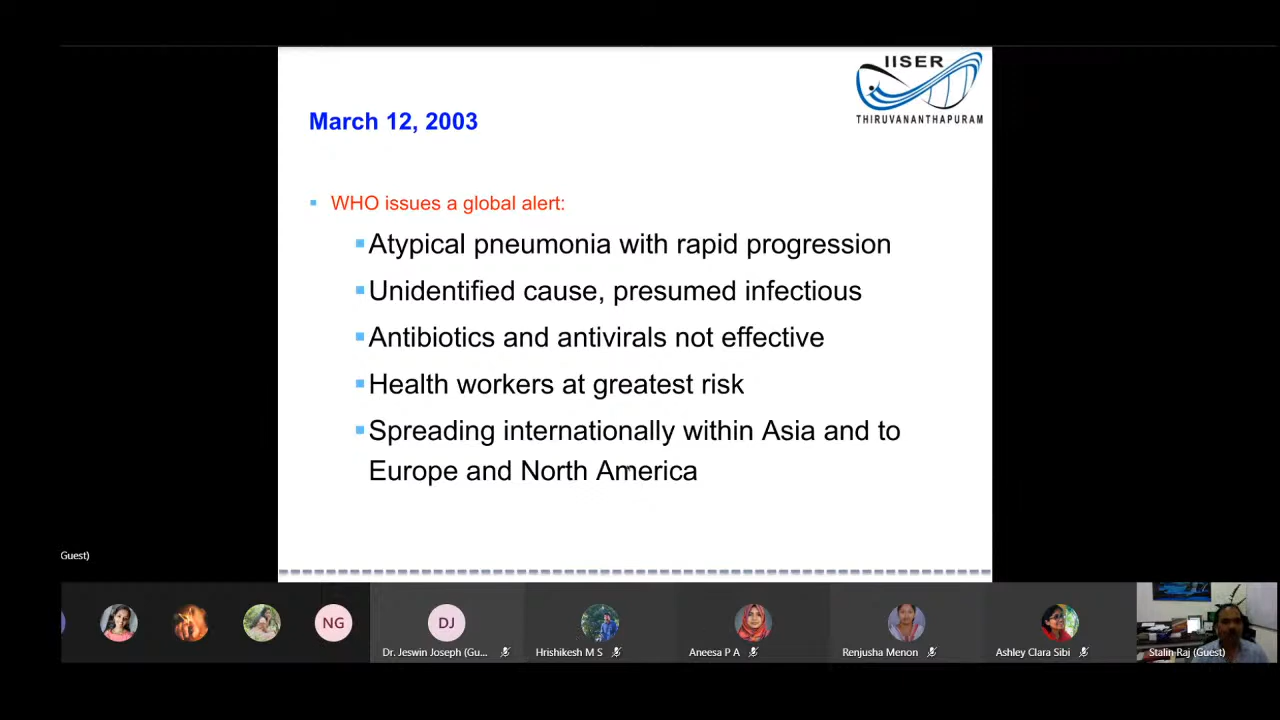 IISER
THIRUVANANTHAPURAM
March 12, 2003
WHO issues a global alert:
Atypical pneumonia with rapid progression
Unidentified cause, presumed infectious
Antibiotics and antivirals not effective
Health workers at greatest risk
Spreading internationally within Asia and to
Europe and North America
Guest)
NG
DJ
Dr. Jeswin Joseph (Gu...
Hrishikesh M S
Aneesa P A
Renjusha Menon
Ashley Clara Sibi
Stalin Raj (Guest)